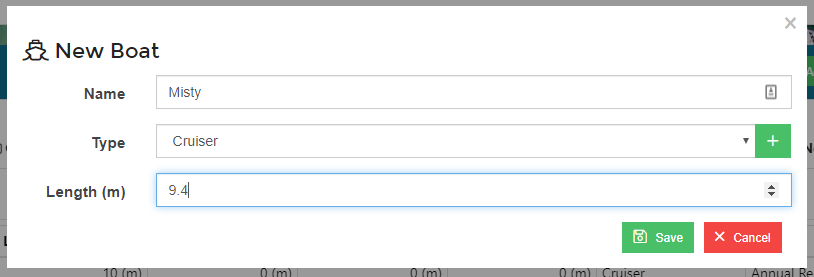 ×
New Boat
Name Misty
Type Cruiser +
Length (m) 9.4
Save × Cancel
10 (m) 0 (m) 0 (m) 0 (m) Cruiser Annual Re